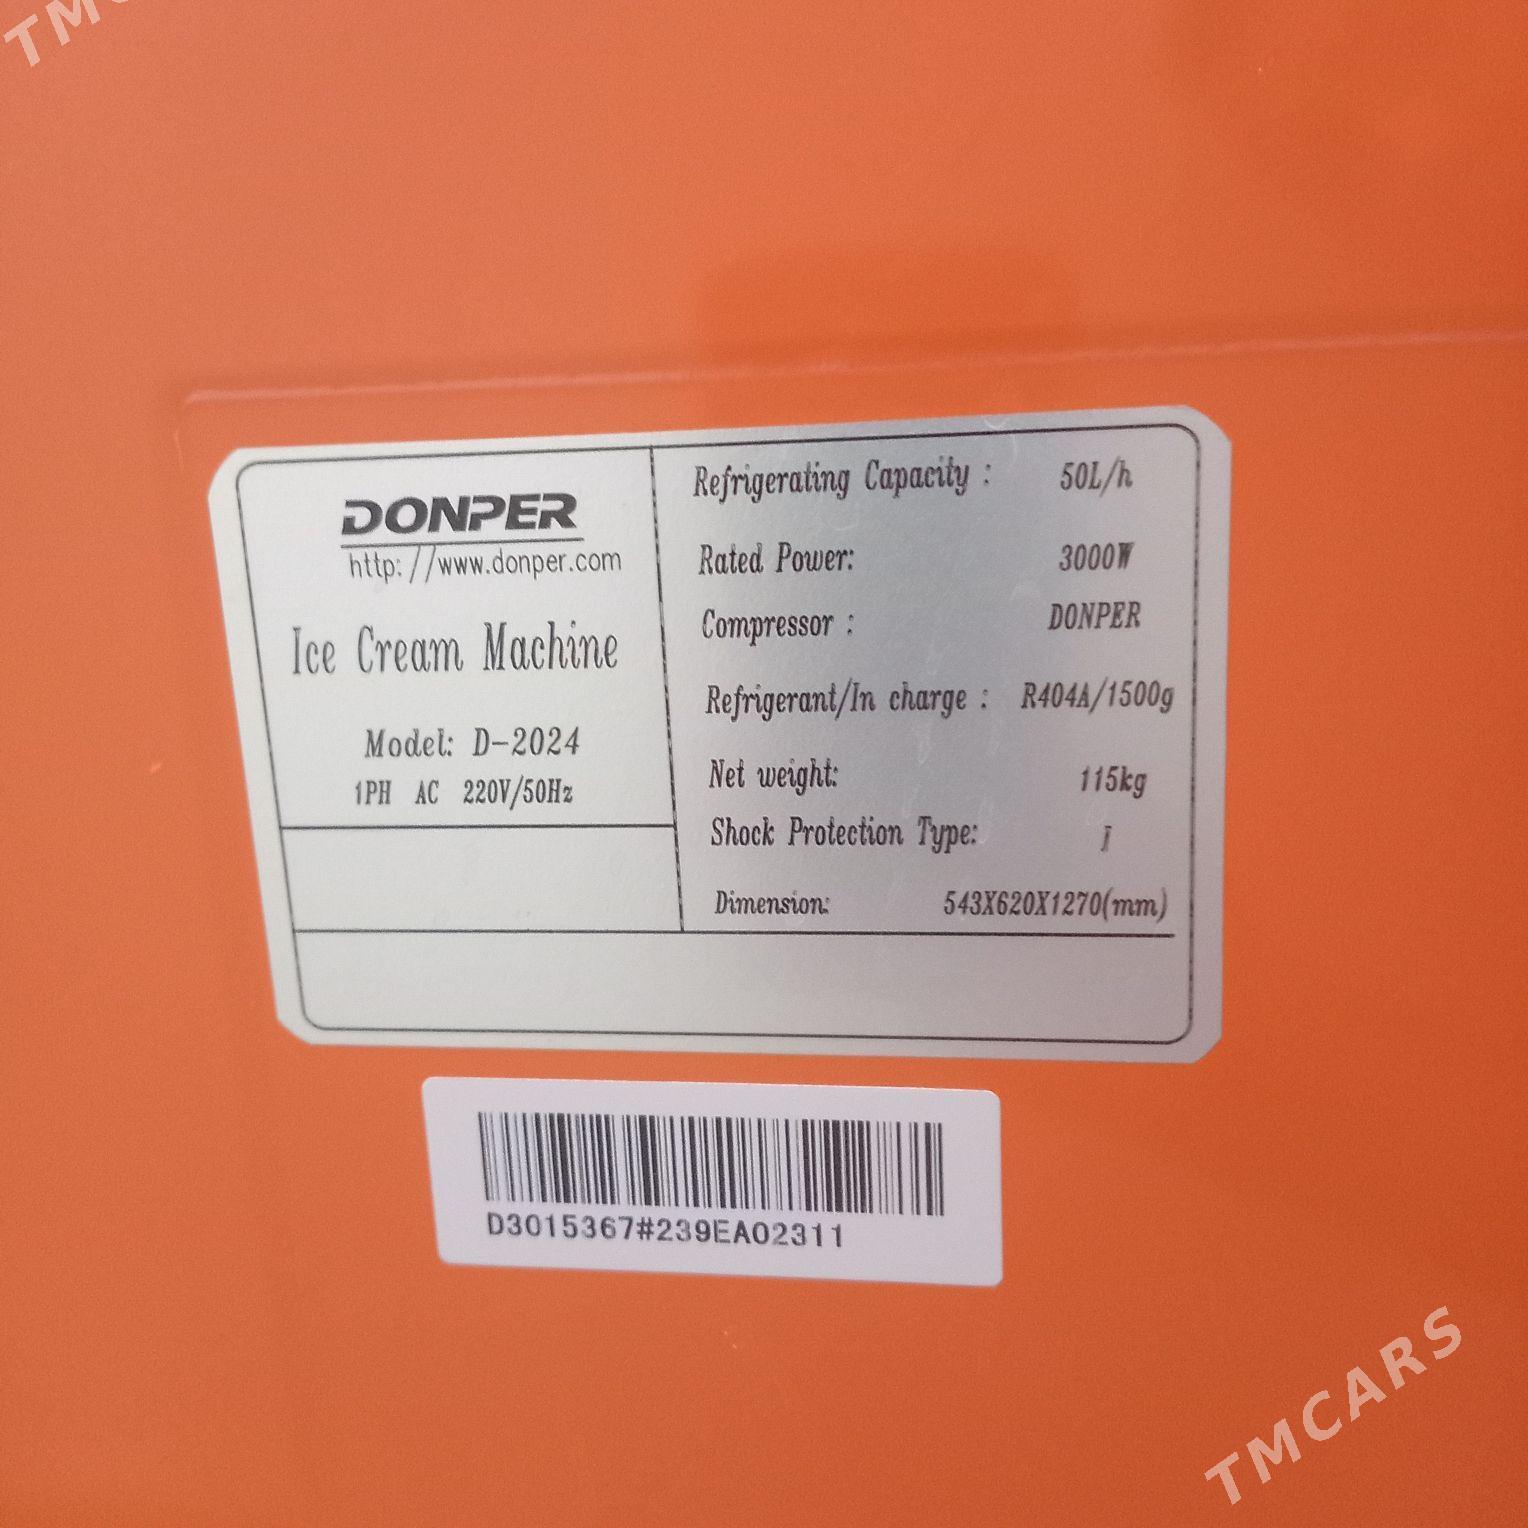 DONPER
http://www.donper.com
Ice Cream Machine
Model: D-2024
1PH AC 220V/50Hz
Refrigerating Capacity : 50L/h
Rated Power: 3000W
Compressor : DONPER
Refrigerant/In charge : R404A/1500g
Net weight: 115kg
Shock Protection Type: I
Dimension: 543X620X1270(mm)
D3015367#239EA02311
TMCARS